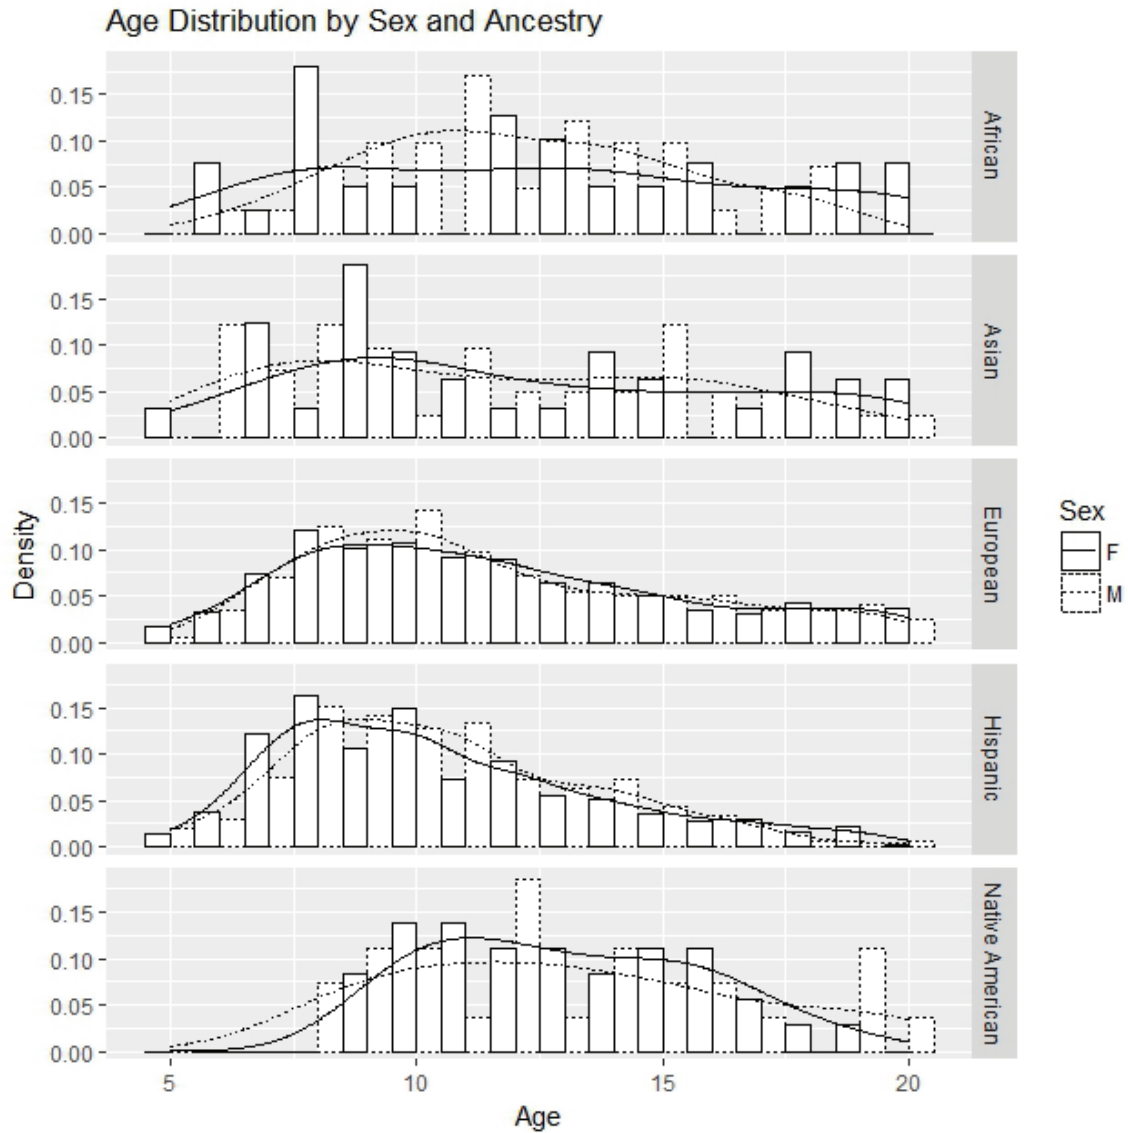 Age Distribution by Sex and Ancestry
0.15
0.10
0.05
0.00
African
0.15
0.10
0.05
0.00
Asian
0.15
0.10
0.05
0.00
European
0.15
0.10
0.05
0.00
Hispanic
0.15
0.10
0.05
0.00
Native American
Density
5
10
15
20
Age
Sex
F
M